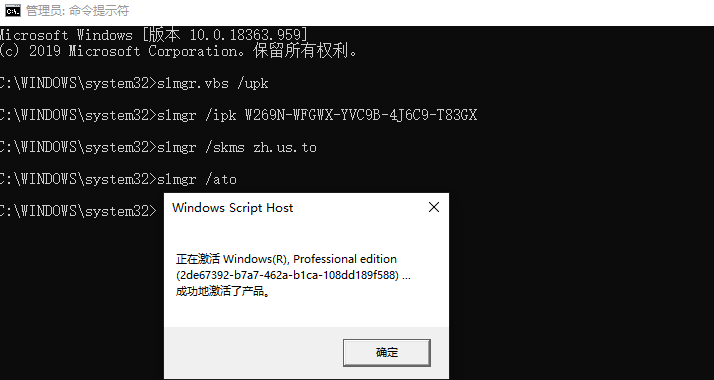 管理员: 命令提示符
Microsoft Windows [版本 10.0.18363.959]
(c) 2019 Microsoft Corporation。保留所有权利。
C:\WINDOWS\system32>slmgr.vbs /upk
C:\WINDOWS\system32>slmgr /ipk W269N-WFGWX-YVC9B-4J6C9-T83GX
C:\WINDOWS\system32>slmgr /skms zh.us.to
C:\WINDOWS\system32>slmgr /ato
C:\WINDOWS\system32>
Windows Script Host
正在激活 Windows(R), Professional edition
(2de67392-b7a7-462a-b1ca-108dd189f588) ...
成功地激活了产品。
确定